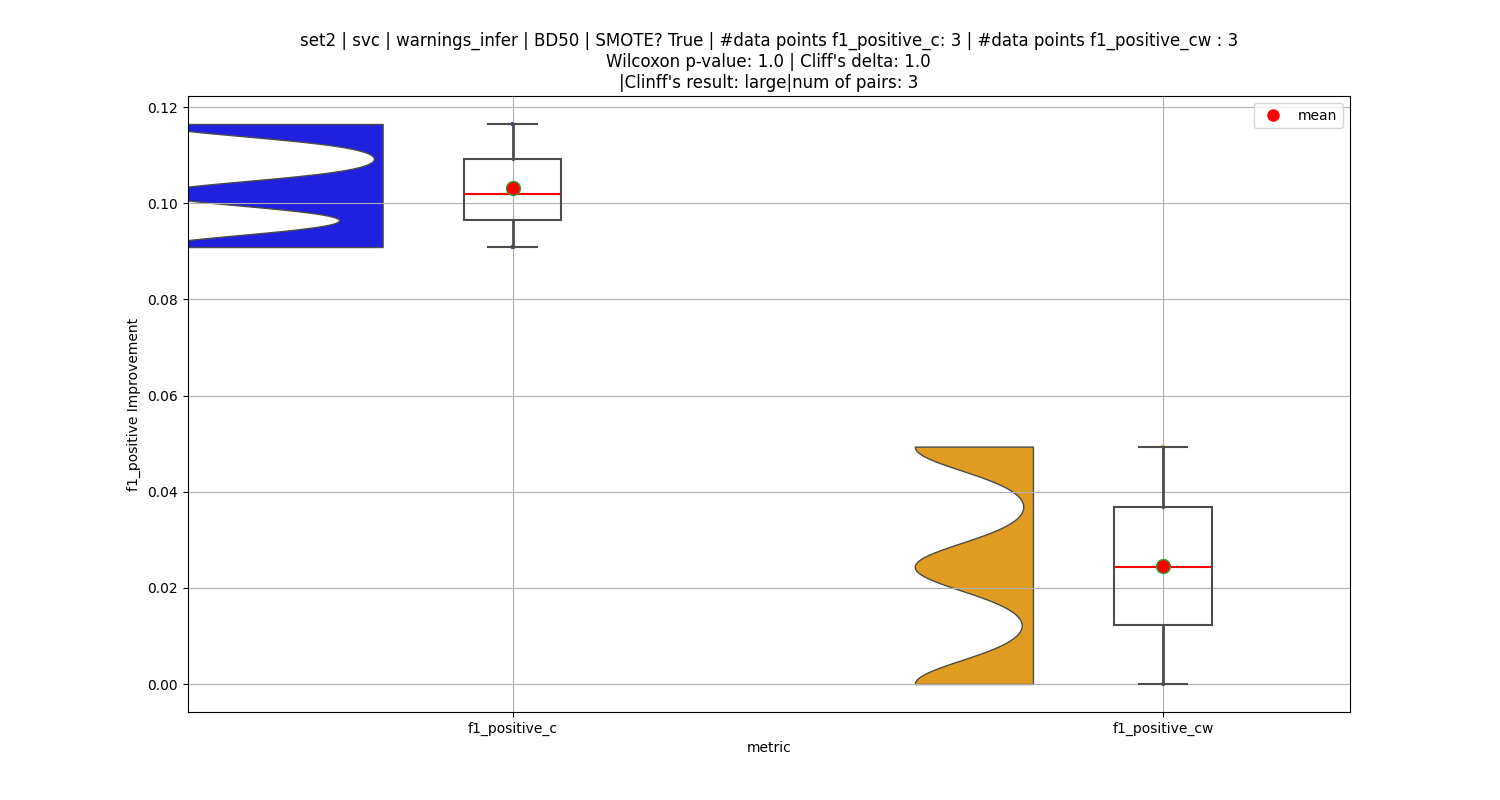 set2 | svc | warnings_infer | BD50 | SMOTE? True | #data points f1_positive_c: 3 | #data points f1_positive_cw : 3
Wilcoxon p-value: 1.0 | Cliff's delta: 1.0
|Clinff's result: large|num of pairs: 3
mean
0.12
0.10
0.08
0.06
0.04
0.02
0.00
f1_positive Improvement
f1_positive_c
f1_positive_cw
metric